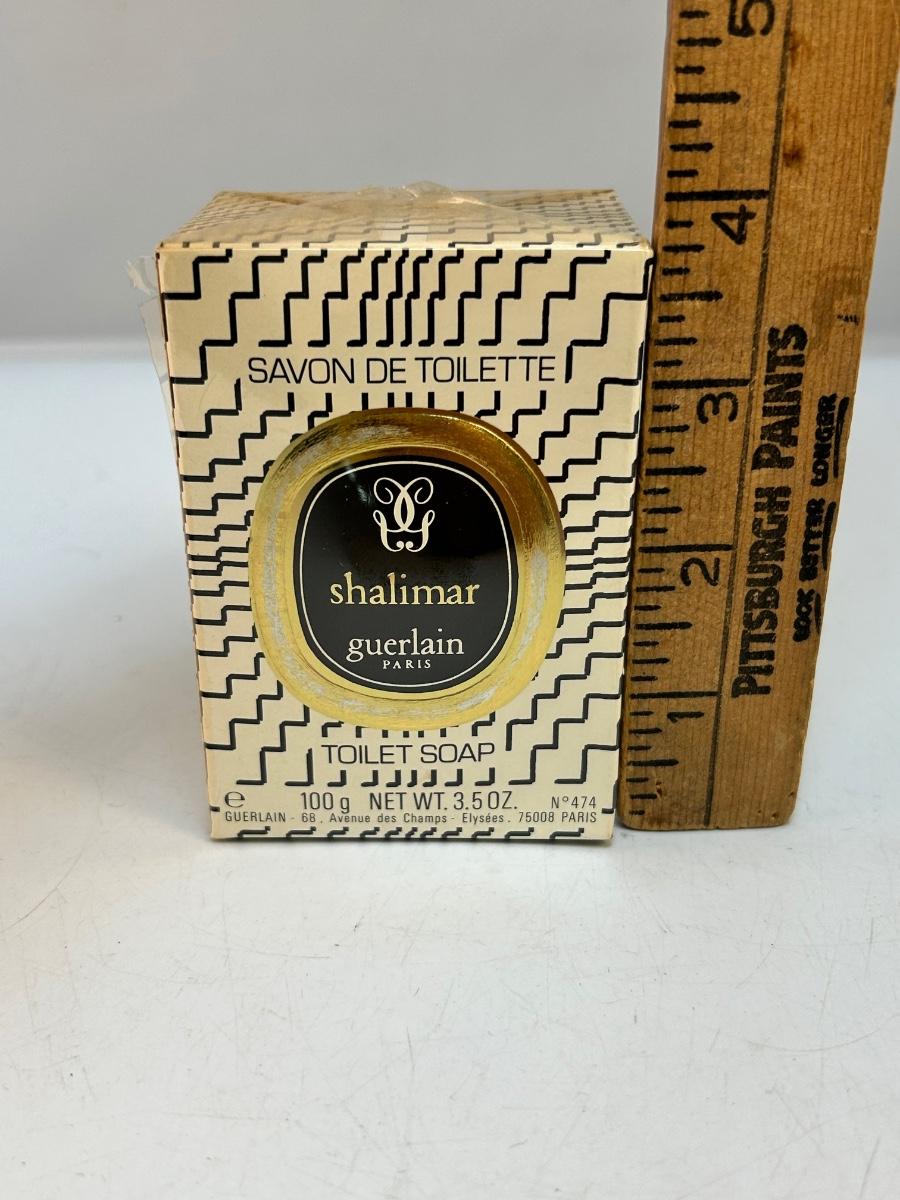 SAVON DE TOILETTE
shalimar
guerlain
PARIS
TOILET SOAP
e 100 g NET WT. 3.5 OZ. N° 474
GUERLAIN - 68, Avenue des Champs - Elysées. 75008 PARIS
5
4
3
2
1
PITTSBURGH PAINTS
LOOK BETTER LONGER